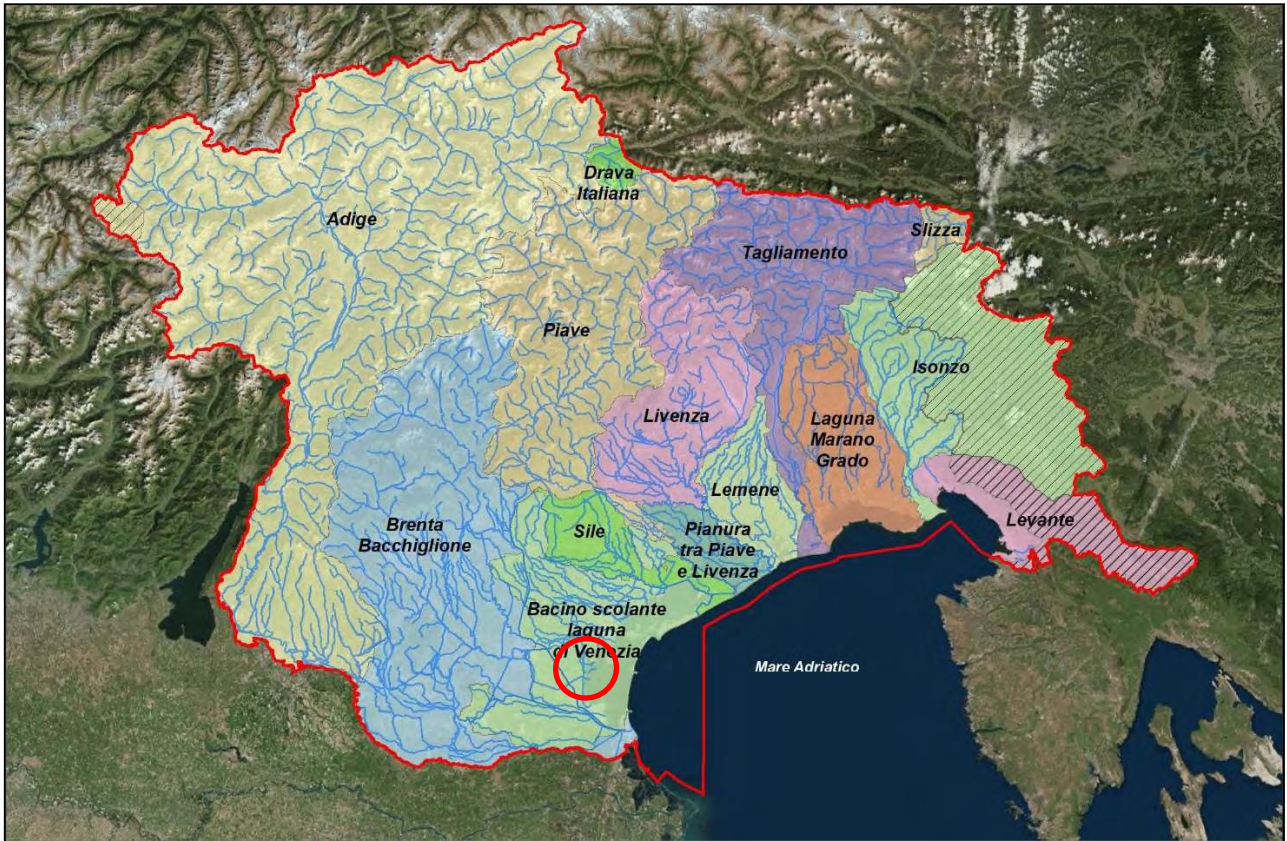 Drava
Italiana
Adige
Slizza
Tagliamento
Piave
Isonzo
Livenza
Laguna
Marano
Grado
Lemene
Levante
Brenta
Bacchiglione
Sile
Pianura
tra Piave
e Livenza
Bacino scolante
laguna
di Venezia
Mare Adriatico